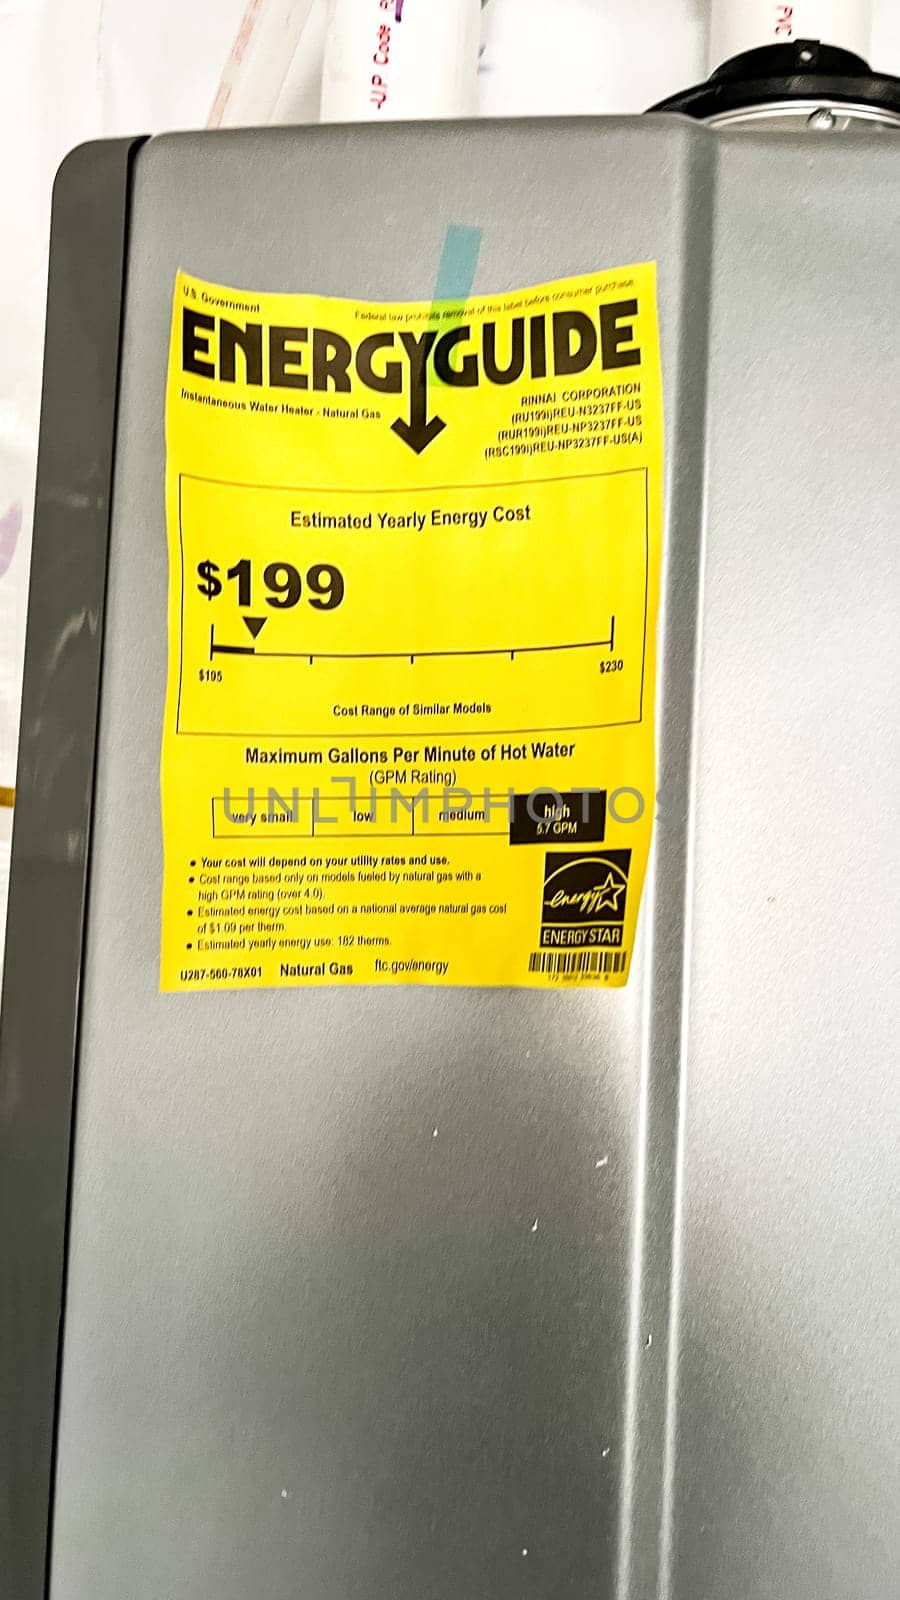 -U.P. Code
PVC
U.S. Government
Federal law prohibits removal of this label before consumer purchase.
ENERGYGUIDE
Instantaneous Water Heater - Natural Gas
RINNAI CORPORATION
(RU199i)REU-N3237FF-US
(RUR199i)REU-NP3237FF-US
(RSC199i)REU-NP3237FF-US(A)
Estimated Yearly Energy Cost
$199
$195
$230
Cost Range of Similar Models
Maximum Gallons Per Minute of Hot Water
(GPM Rating)
UNLIMPHOTOS
very small low medium high
5.7 GPM
• Your cost will depend on your utility rates and use.
• Cost range based only on models fueled by natural gas with a
high GPM rating (over 4.0).
• Estimated energy cost based on a national average natural gas cost
of $1.09 per therm.
• Estimated yearly energy use: 182 therms.
energy
ENERGY STAR
U287-560-78X01 Natural Gas ftc.gov/energy